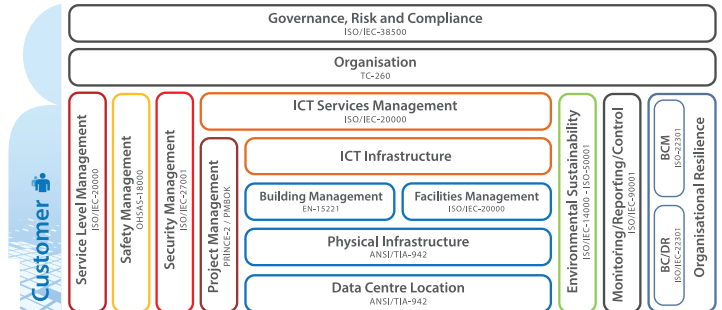 Governance, Risk and Compliance
ISO/IEC-38500
Organisation
TC-260
Customer
Service Level Management
ISO/IEC-20000
Safety Management
OHSAS-18000
Security Management
ISO/IEC-27001
ICT Services Management
ISO/IEC-20000
Project Management
PRINCE-2 / PMBOK
ICT Infrastructure
Building Management
EN-15221
Facilities Management
ISO/IEC-20000
Physical Infrastructure
ANSI/TIA-942
Data Centre Location
ANSI/TIA-942
Environmental Sustainability
ISO/IEC-14000 -ISO-50001
Monitoring/Reporting/Control
ISO/IEC-90001
BCM
ISO-22301
BC/DR
ISO/IEC-22301
Organisational Resilience